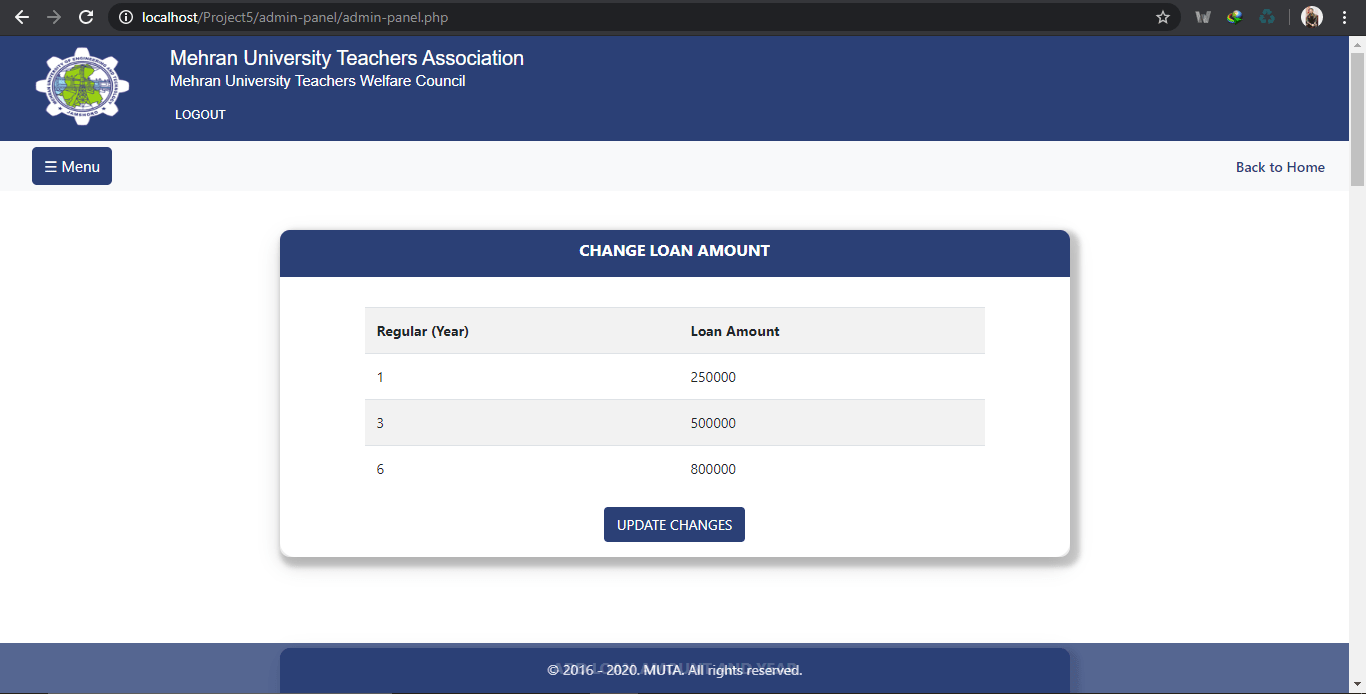 localhost/Project5/admin-panel/admin-panel.php
Mehran University Teachers Association
Mehran University Teachers Welfare Council
LOGOUT
☰ Menu
Back to Home
CHANGE LOAN AMOUNT
Regular (Year) Loan Amount
1 250000
3 500000
6 800000
UPDATE CHANGES
© 2016 - 2020. MUTA. All rights reserved.